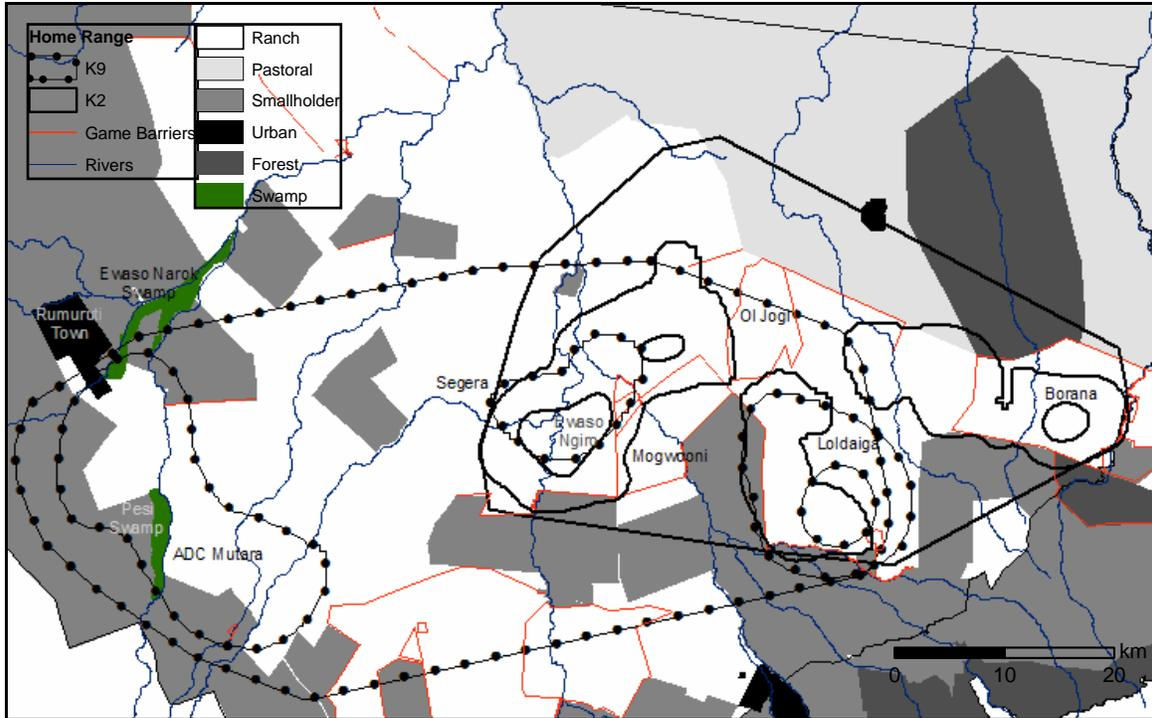 Home Range
K9
K2
Game Barriers
Rivers
Ranch
Pastoral
Smallholder
Urban
Forest
Swamp
Ewaso Narok
Swamp
Rumuruti
Town
Ol Jogi
Segera
Borana
Ewaso
Ngiro
Mogwooni
Loldaiga
Pesi
Swamp
ADC Mutara
km
0 10 20